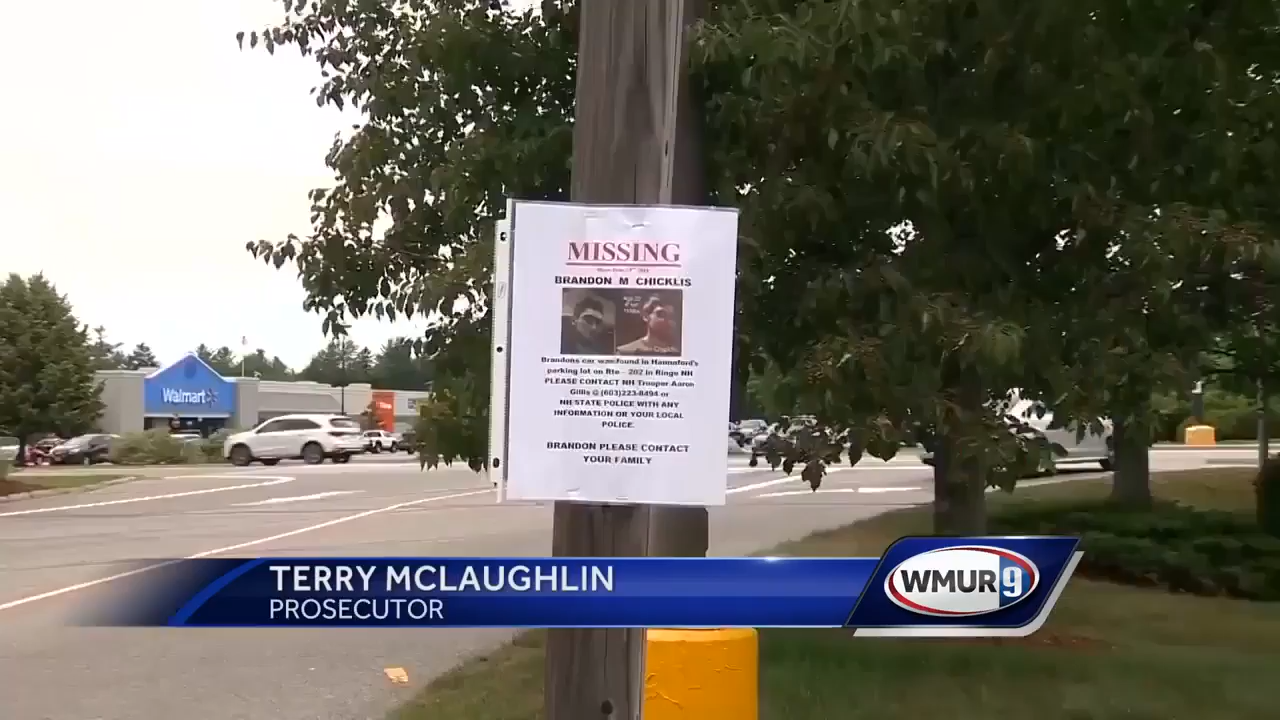 Walmart
MISSING
BRANDON M CHICKLIS
Brandons car was found in Hannaford's
parking lot on Rte - 202 in Ringe NH
PLEASE CONTACT NH Trooper Aaron
Gillis @ (603)223-8494 or
NH STATE POLICE WITH ANY
INFORMATION OR YOUR LOCAL
POLICE.
BRANDON PLEASE CONTACT
YOUR FAMILY
TERRY MCLAUGHLIN
PROSECUTOR
WMUR9